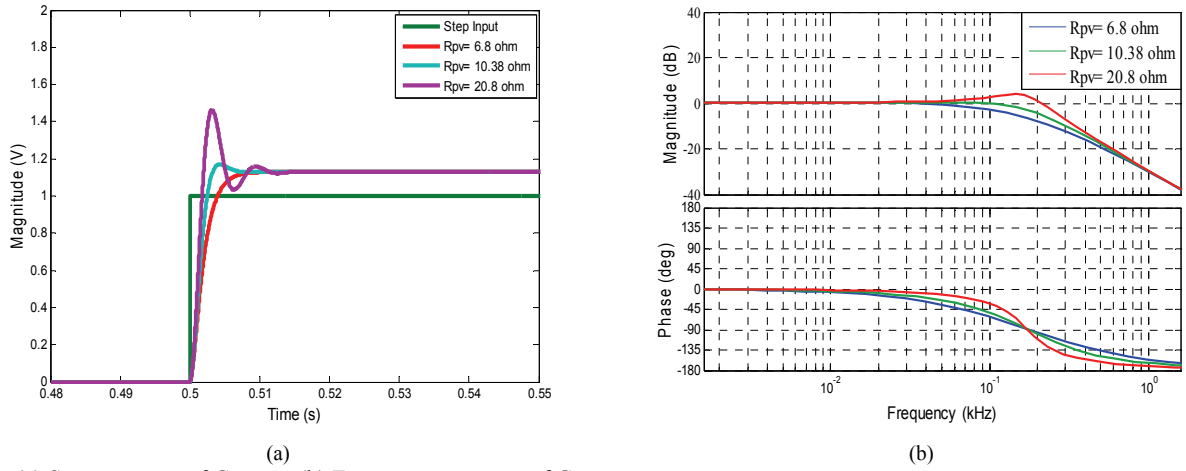 2
1.8
1.6
1.4
1.2
1
0.8
0.6
0.4
0.2
0
Magnitude (V)
Step Input
Rpv= 6.8 ohm
Rpv= 10.38 ohm
Rpv= 20.8 ohm
0.48 0.49 0.5 0.51 0.52 0.53 0.54 0.55
Time (s)
(a)
40
20
0
-20
-40
Magnitude (dB)
Rpv= 6.8 ohm
Rpv= 10.38 ohm
Rpv= 20.8 ohm
180
135
90
45
0
-45
-90
-135
-180
Phase (deg)
10-2 10-1 100
Frequency (kHz)
(b)